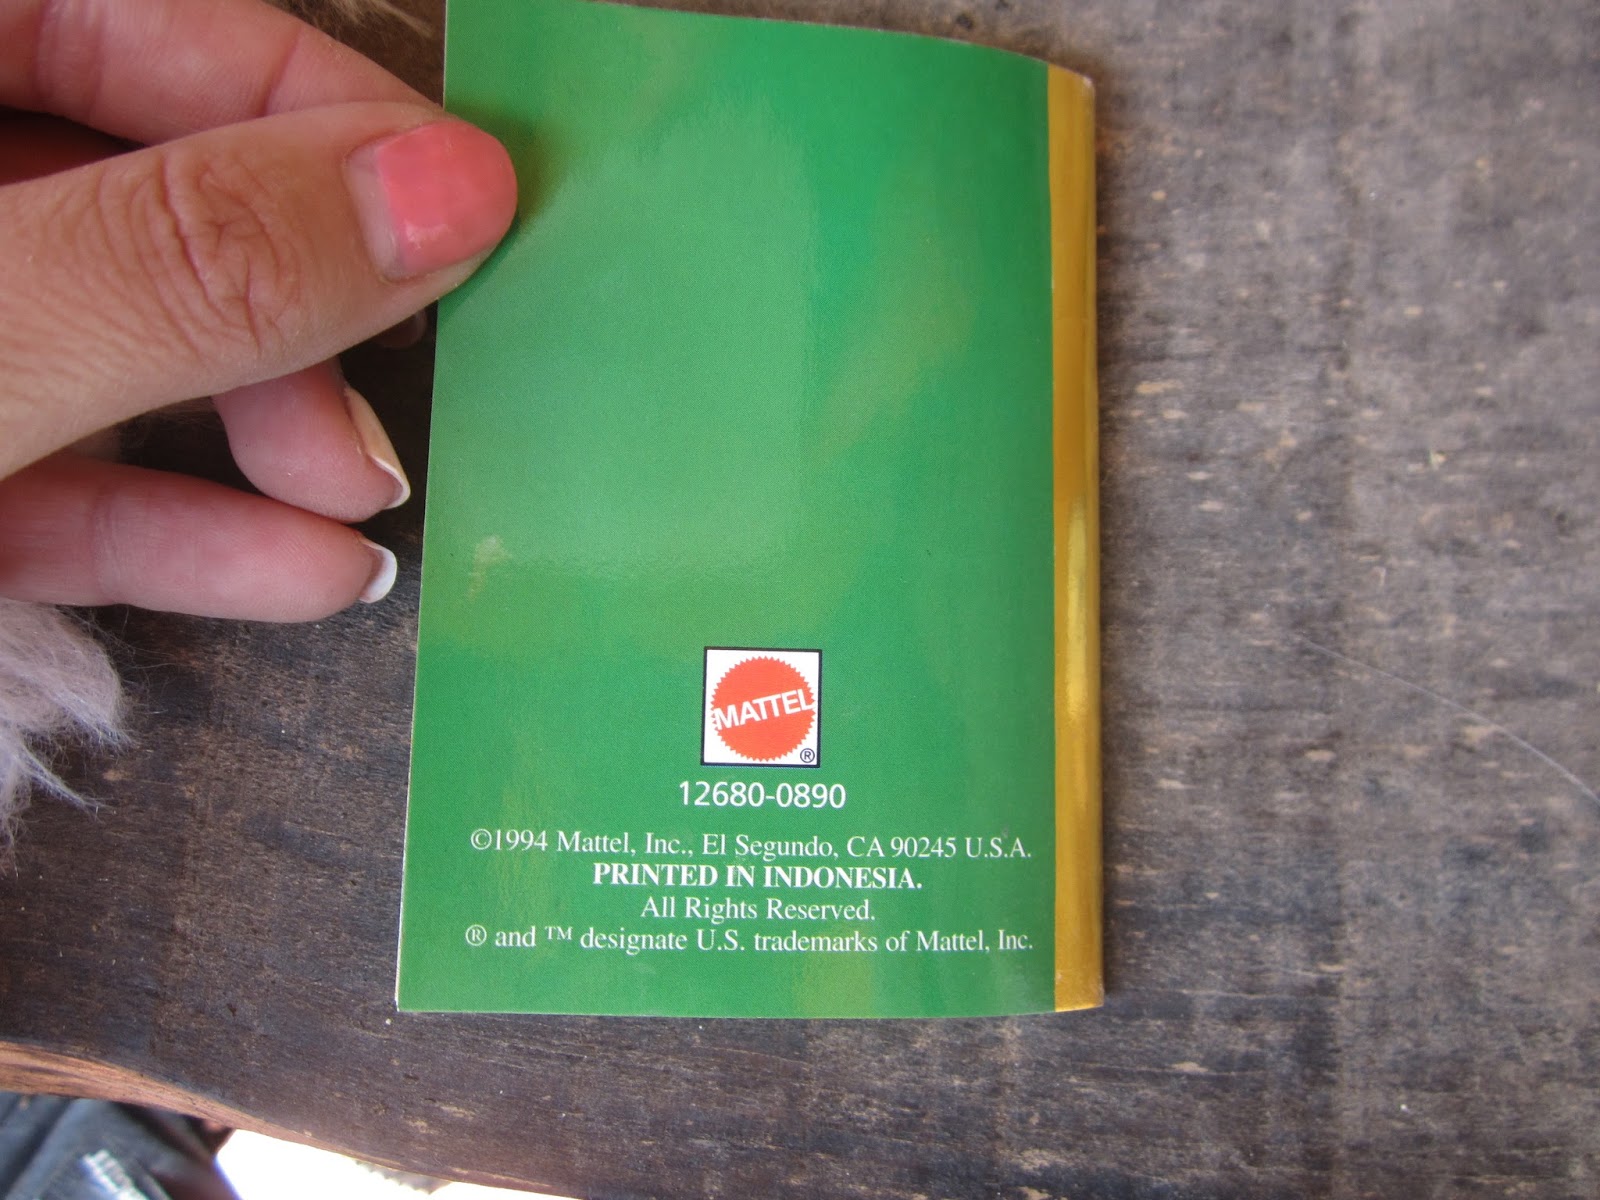 MATTEL
®
12680-0890
©1994 Mattel, Inc., El Segundo, CA 90245 U.S.A.
PRINTED IN INDONESIA.
All Rights Reserved.
® and ™ designate U.S. trademarks of Mattel, Inc.